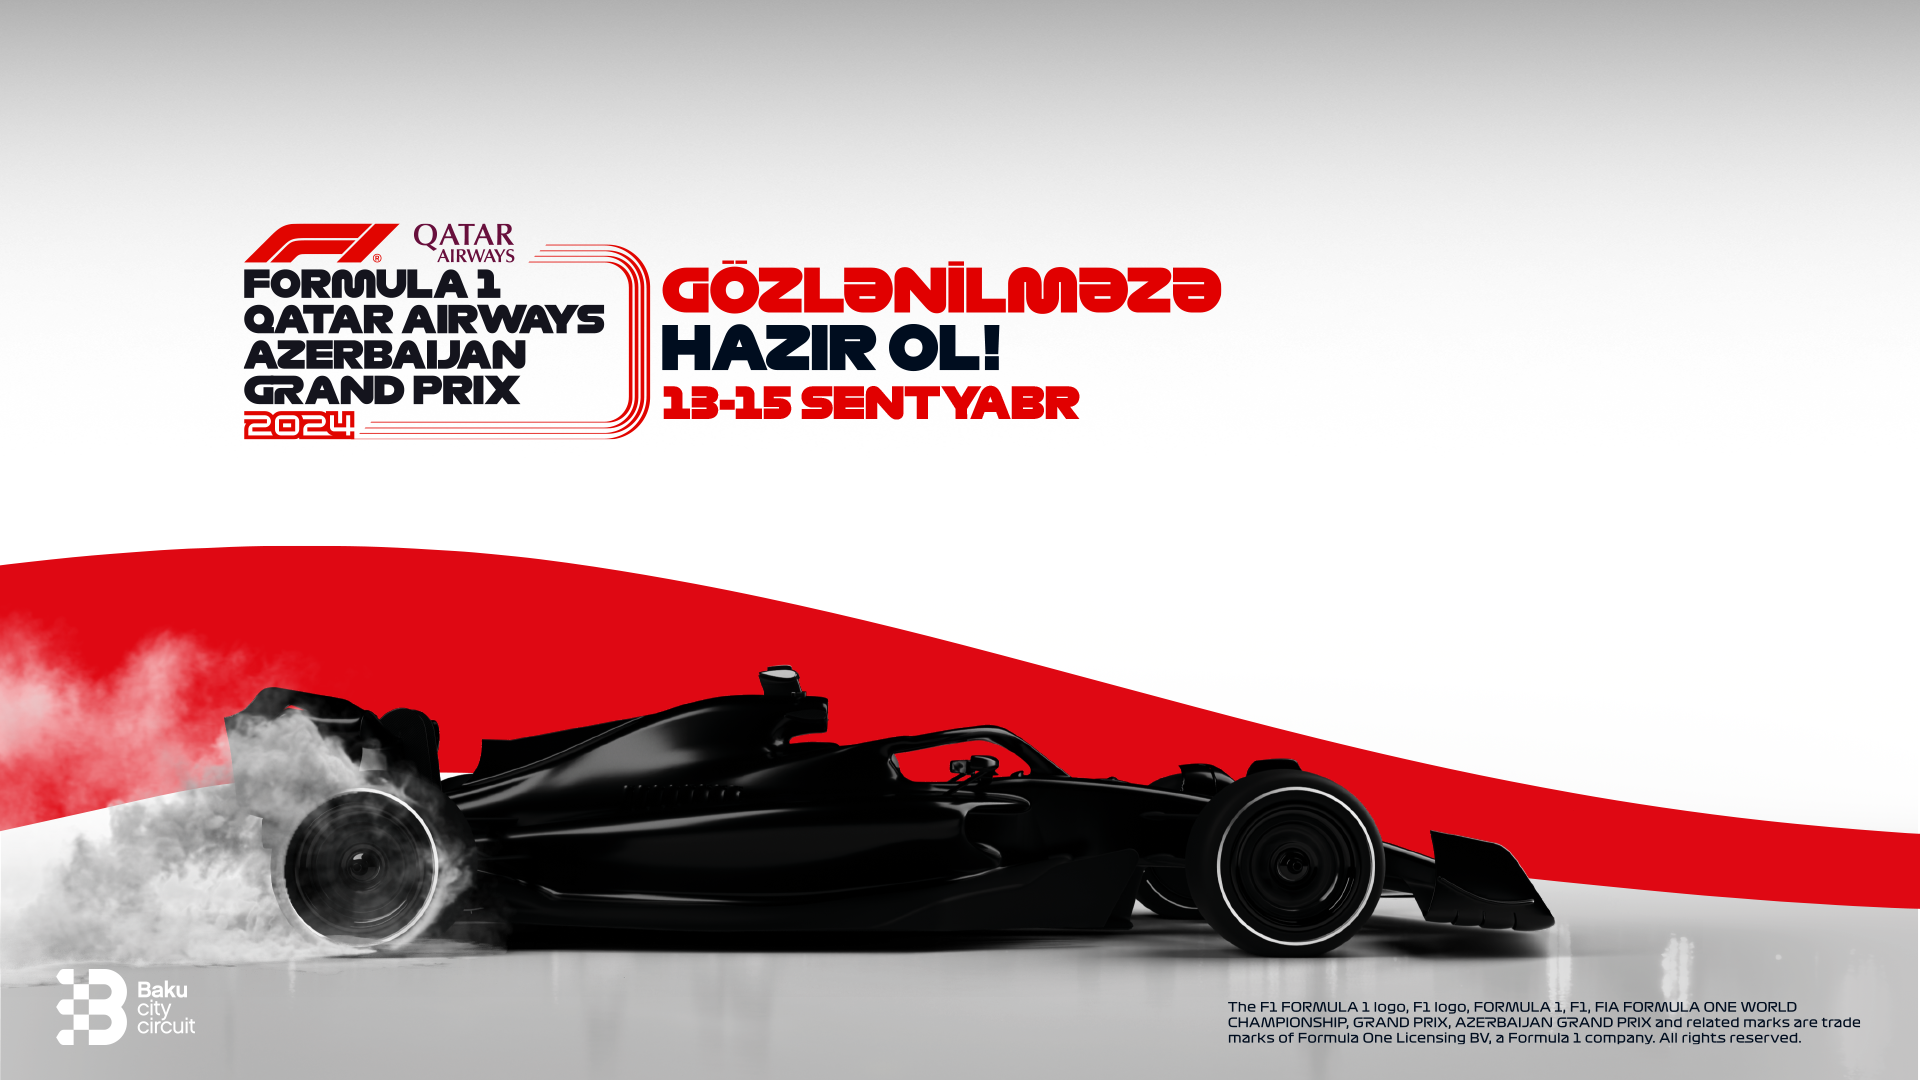 F1®
QATAR
AIRWAYS
FORMULA 1
QATAR AIRWAYS
AZERBAIJAN
GRAND PRIX
2024
GÖZLƏNİLMƏZƏ
HAZIR OL!
13-15 SENTYABR
Baku
city
circuit
The F1 FORMULA 1 logo, F1 logo, FORMULA 1, F1, FIA FORMULA ONE WORLD
CHAMPIONSHIP, GRAND PRIX, AZERBAIJAN GRAND PRIX and related marks are trade
marks of Formula One Licensing BV, a Formula 1 company. All rights reserved.